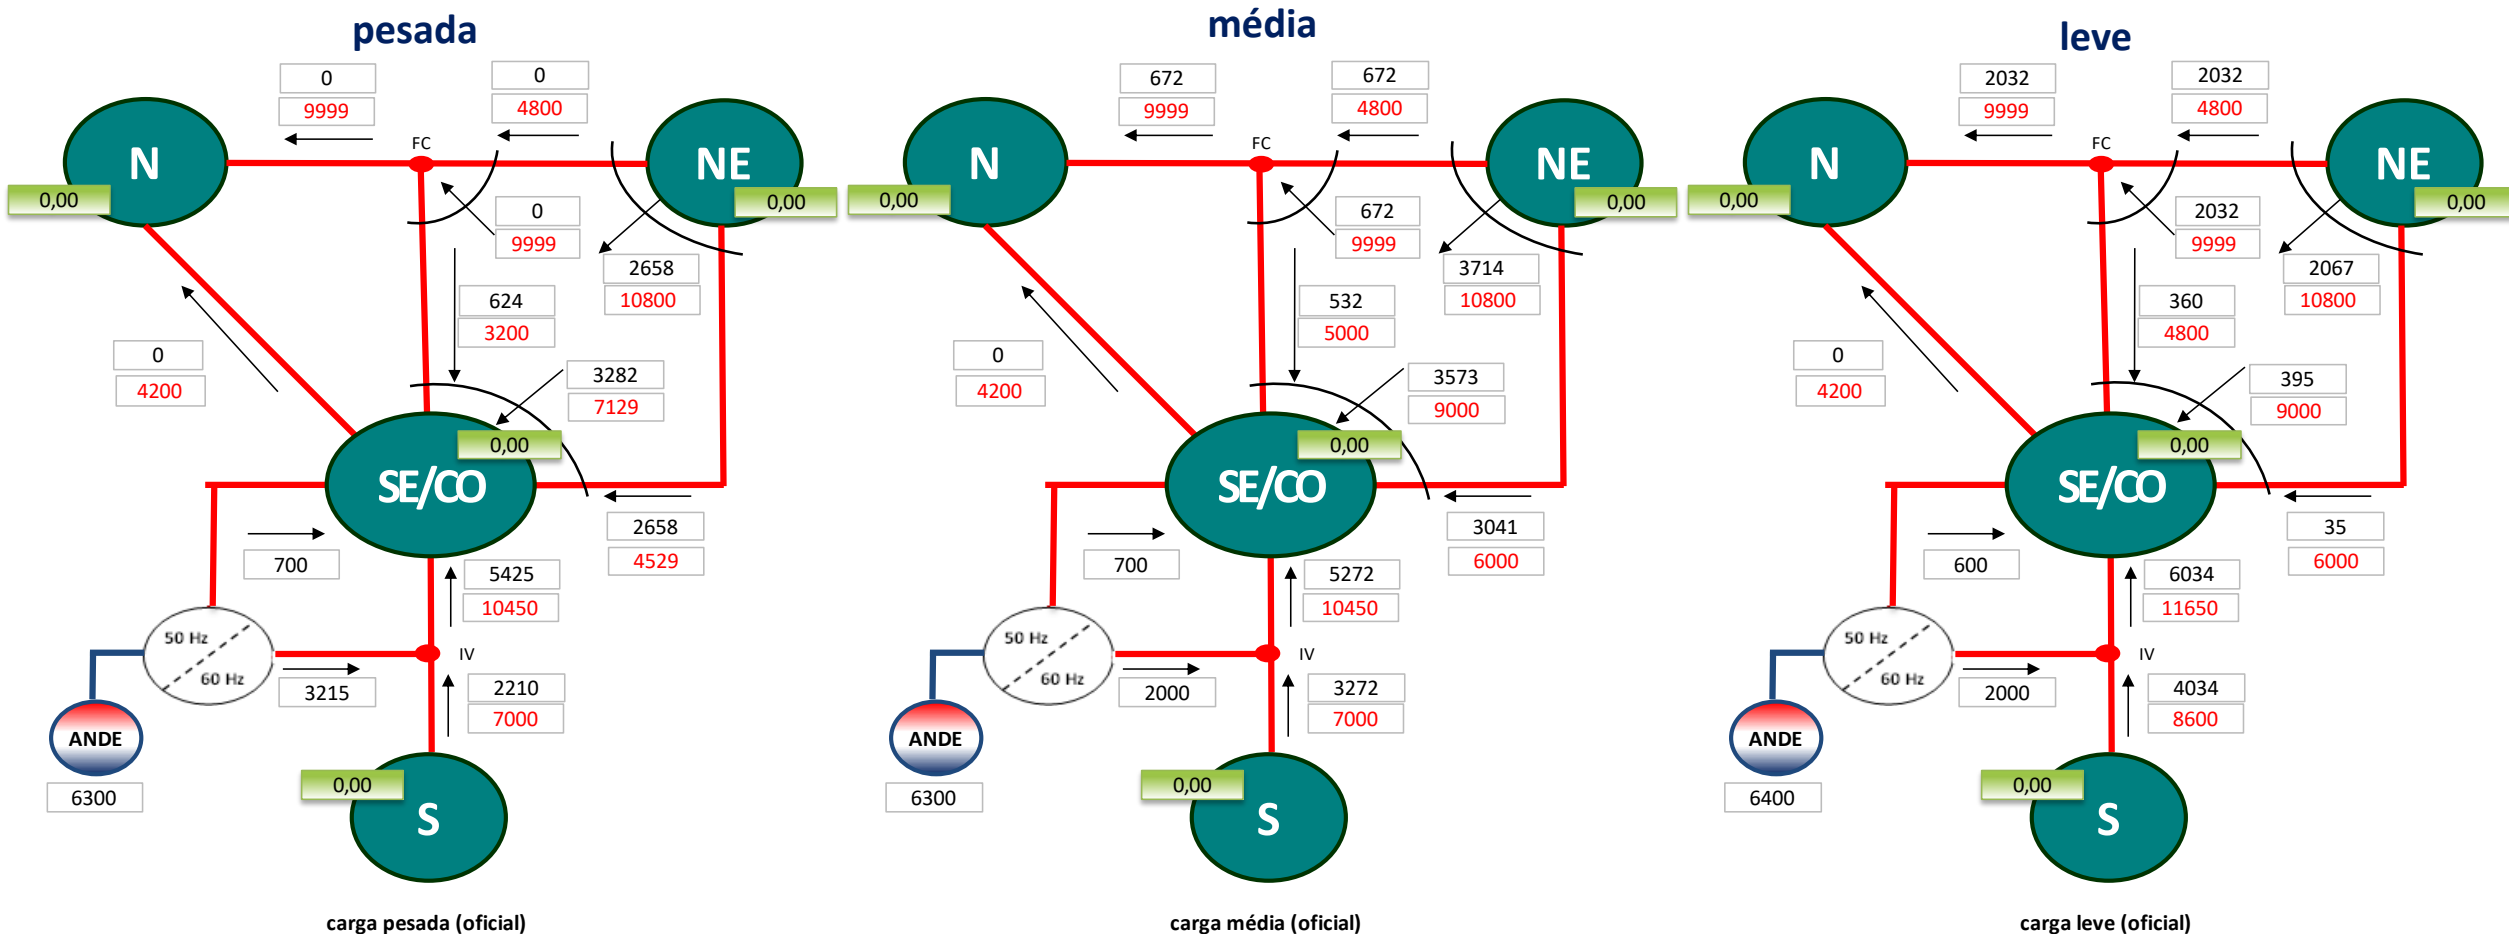 pesada
0
9999
0
4800
N
FC
NE
0,00
0,00
0
9999
2658
10800
624
3200
0
4200
3282
7129
0,00
SE/CO
2658
4529
700
5425
10450
50 Hz
60 Hz
IV
3215
2210
7000
ANDE
6300
0,00
S
carga pesada (oficial)
média
672
9999
672
4800
N
FC
NE
0,00
0,00
672
9999
3714
10800
532
5000
0
4200
3573
9000
0,00
SE/CO
3041
6000
700
5272
10450
50 Hz
60 Hz
IV
2000
3272
7000
ANDE
6300
0,00
S
carga média (oficial)
leve
2032
9999
2032
4800
N
FC
NE
0,00
0,00
2032
9999
2067
10800
360
4800
0
4200
395
9000
0,00
SE/CO
35
6000
600
6034
11650
50 Hz
60 Hz
IV
2000
4034
8600
ANDE
6400
0,00
S
carga leve (oficial)